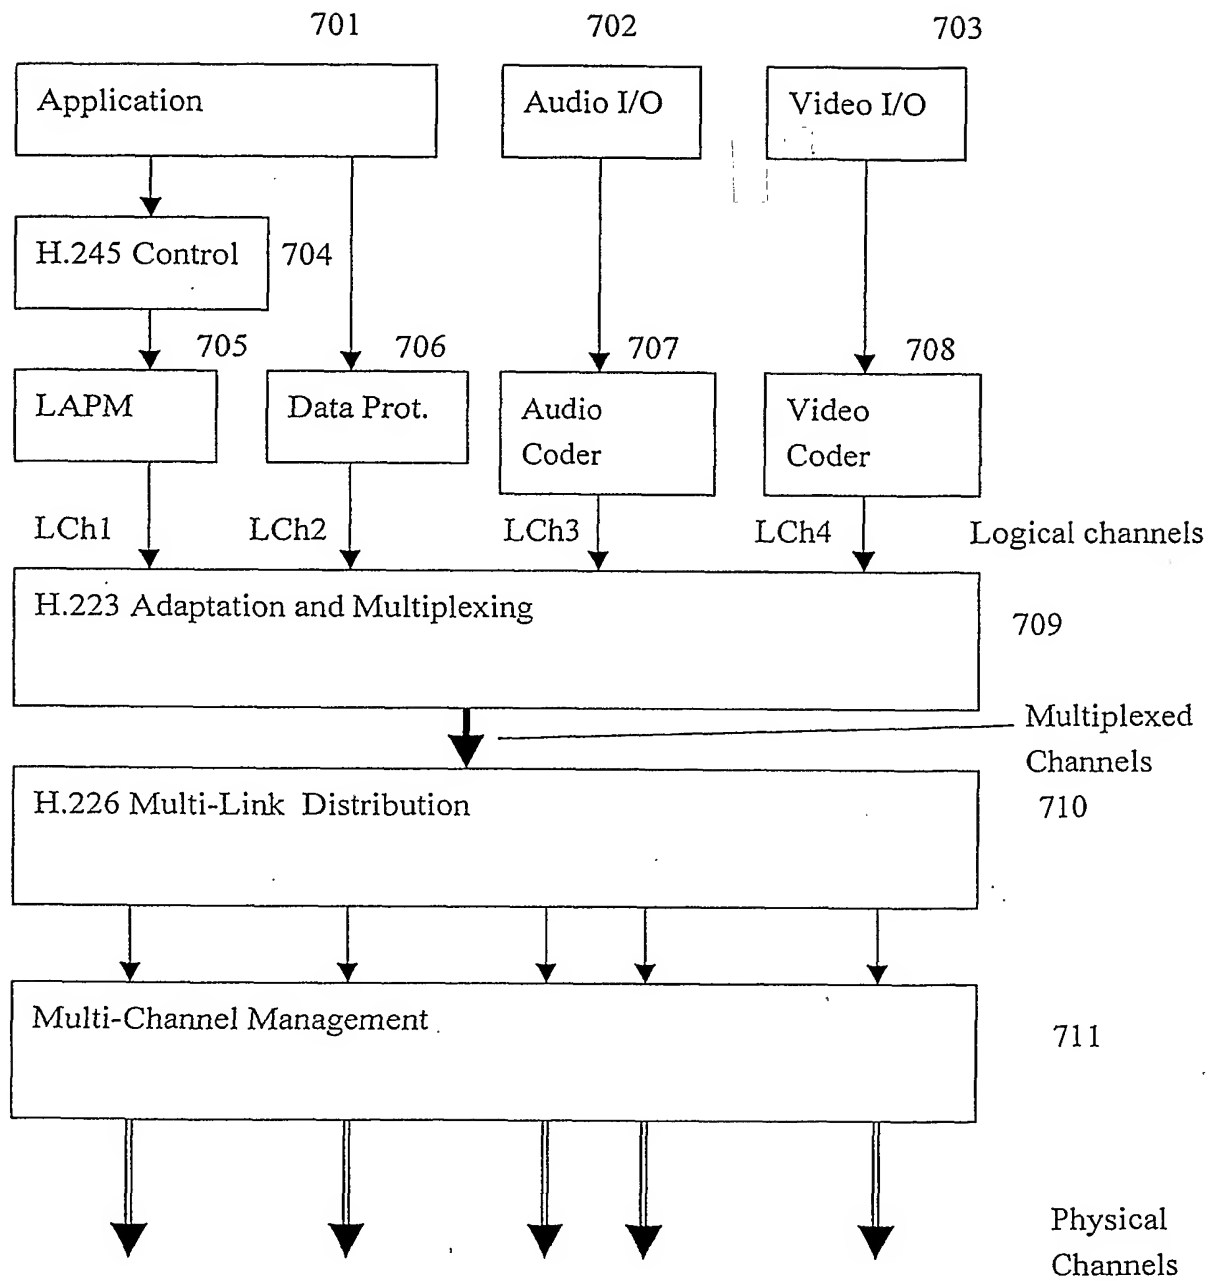 701
702
703
Application
Audio I/O
Video I/O
H.245 Control
704
705
706
707
708
LAPM
Data Prot.
Audio
Coder
Video
Coder
LCh1
LCh2
LCh3
LCh4
Logical channels
H.223 Adaptation and Multiplexing
709
Multiplexed
Channels
H.226 Multi-Link Distribution
710
Multi-Channel Management
711
Physical
Channels